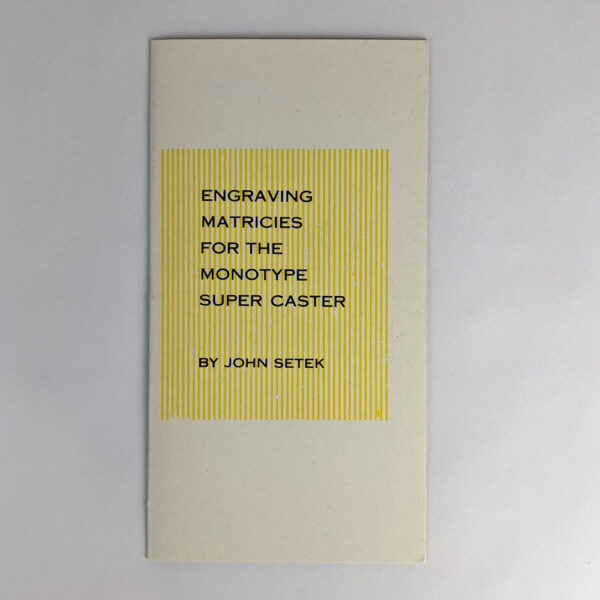 ENGRAVING
MATRICIES
FOR THE
MONOTYPE
SUPER CASTER
BY JOHN SETEK